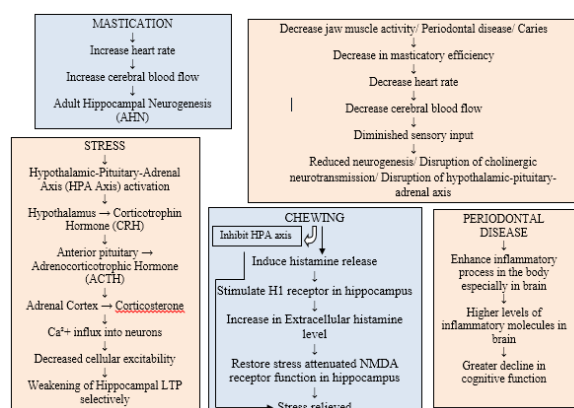 MASTICATION
↓
Increase heart rate
↓
Increase cerebral blood flow
↓
Adult Hippocampal Neurogenesis
(AHN)
Decrease jaw muscle activity/ Periodontal disease/ Caries
↓
Decrease in masticatory efficiency
↓
Decrease heart rate
↓
Decrease cerebral blood flow
↓
Diminished sensory input
↓
Reduced neurogenesis/ Disruption of cholinergic
neurotransmission/ Disruption of hypothalamic-pituitary-
adrenal axis
STRESS
↓
Hypothalamic-Pituitary-Adrenal
Axis (HPA Axis) activation
↓
Hypothalamus → Corticotrophin
Hormone (CRH)
↓
Anterior pituitary →
Adrenocorticotrophic Hormone
(ACTH)
↓
Adrenal Cortex → Corticosterone
↓
Ca²+ influx into neurons
↓
Decreased cellular excitability
↓
Weakening of Hippocampal LTP
selectively
CHEWING
Inhibit HPA axis
Induce histamine release
↓
Stimulate H1 receptor in hippocampus
↓
Increase in Extracellular histamine
level
↓
Restore stress attenuated NMDA
receptor function in hippocampus
↓
Stress relieved
PERIODONTAL
DISEASE
↓
Enhance inflammatory
process in the body
especially in brain
↓
Higher levels of
inflammatory molecules in
brain
↓
Greater decline in
cognitive function